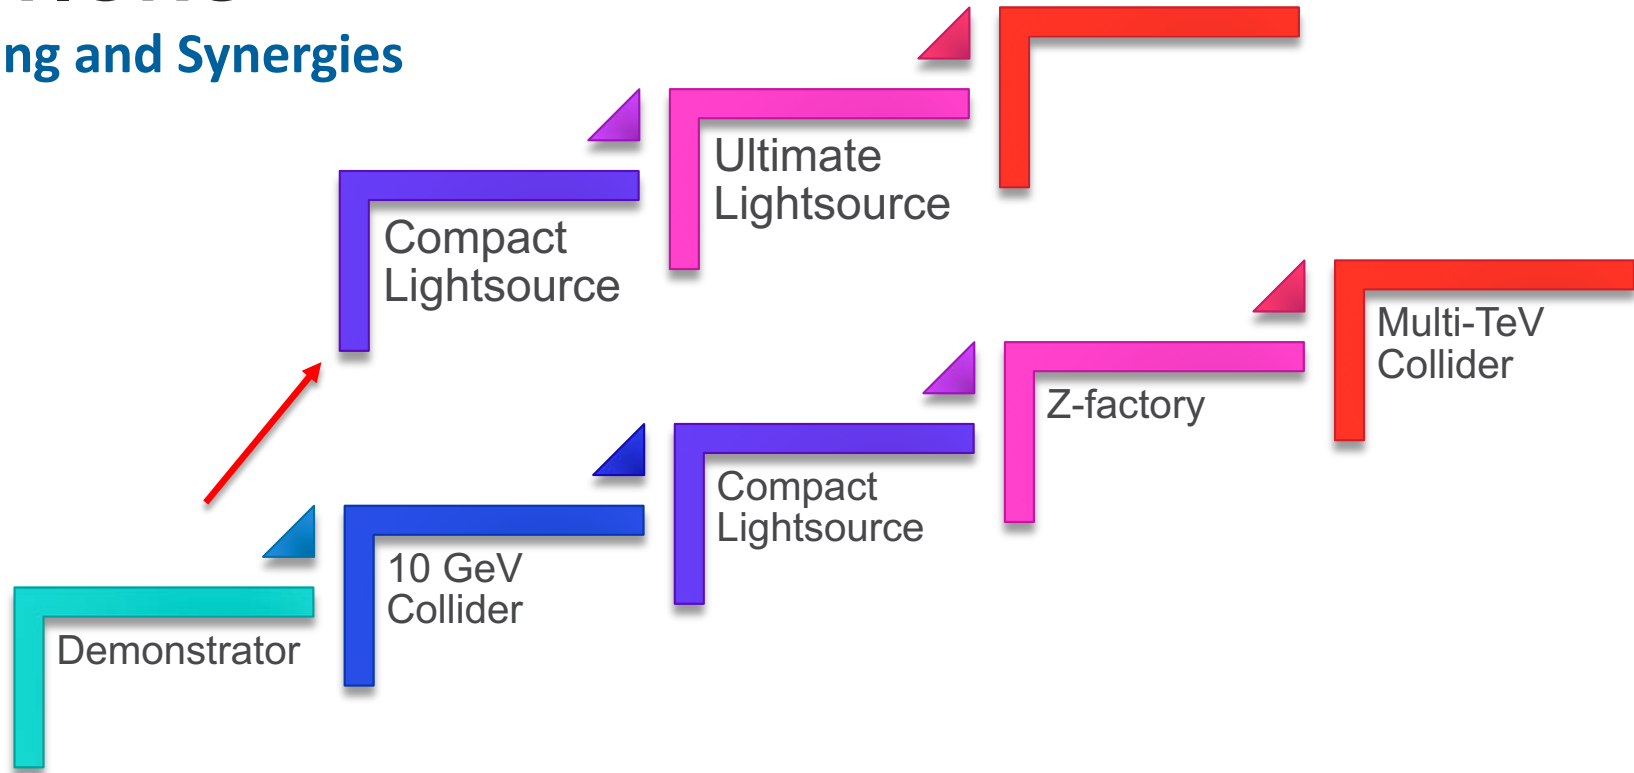 ng and Synergies
Ultimate
Lightsource
Compact
Lightsource
Multi-TeV
Collider
Z-factory
Compact
Lightsource
10 GeV
Collider
Demonstrator